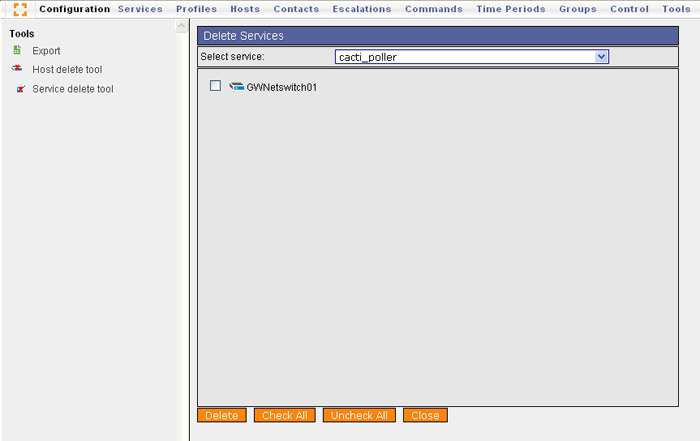 Configuration Services Profiles Hosts Contacts Escalations Commands Time Periods Groups Control Tools
Tools
Export
Host delete tool
Service delete tool
Delete Services
Select service: cacti_poller
GWNetswitch01
Delete Check All Uncheck All Close